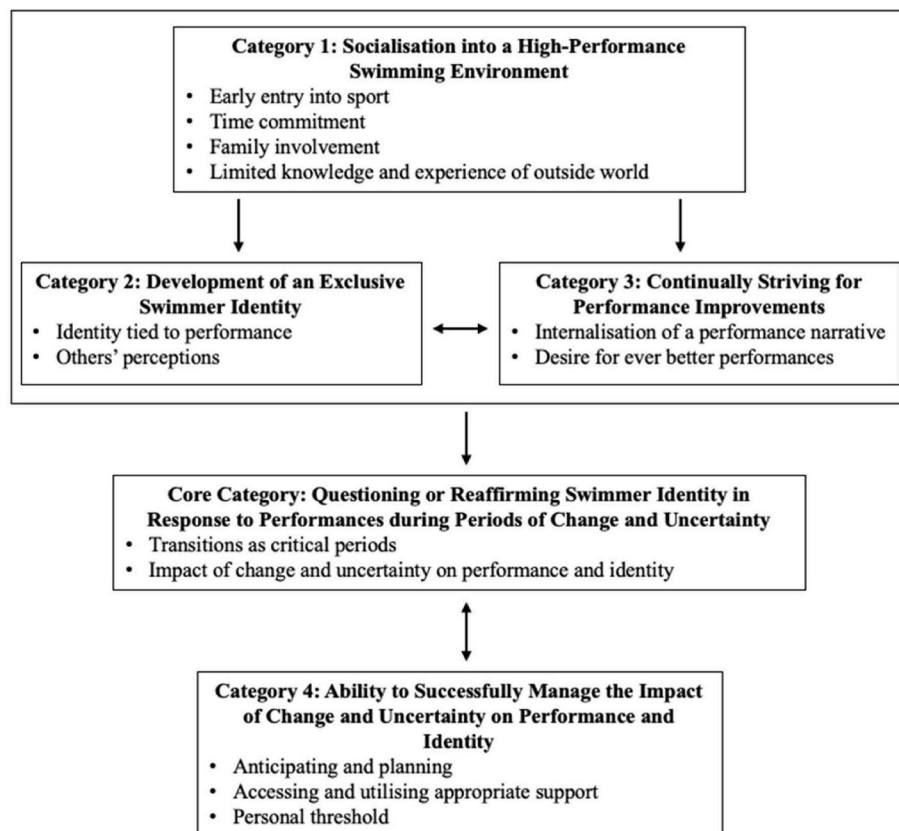 Category 1: Socialisation into a High-Performance
Swimming Environment
• Early entry into sport
• Time commitment
• Family involvement
• Limited knowledge and experience of outside world
Category 2: Development of an Exclusive
Swimmer Identity
• Identity tied to performance
• Others’ perceptions
Category 3: Continually Striving for
Performance Improvements
• Internalisation of a performance narrative
• Desire for ever better performances
Core Category: Questioning or Reaffirming Swimmer Identity in
Response to Performances during Periods of Change and Uncertainty
• Transitions as critical periods
• Impact of change and uncertainty on performance and identity
Category 4: Ability to Successfully Manage the Impact
of Change and Uncertainty on Performance and
Identity
• Anticipating and planning
• Accessing and utilising appropriate support
• Personal threshold